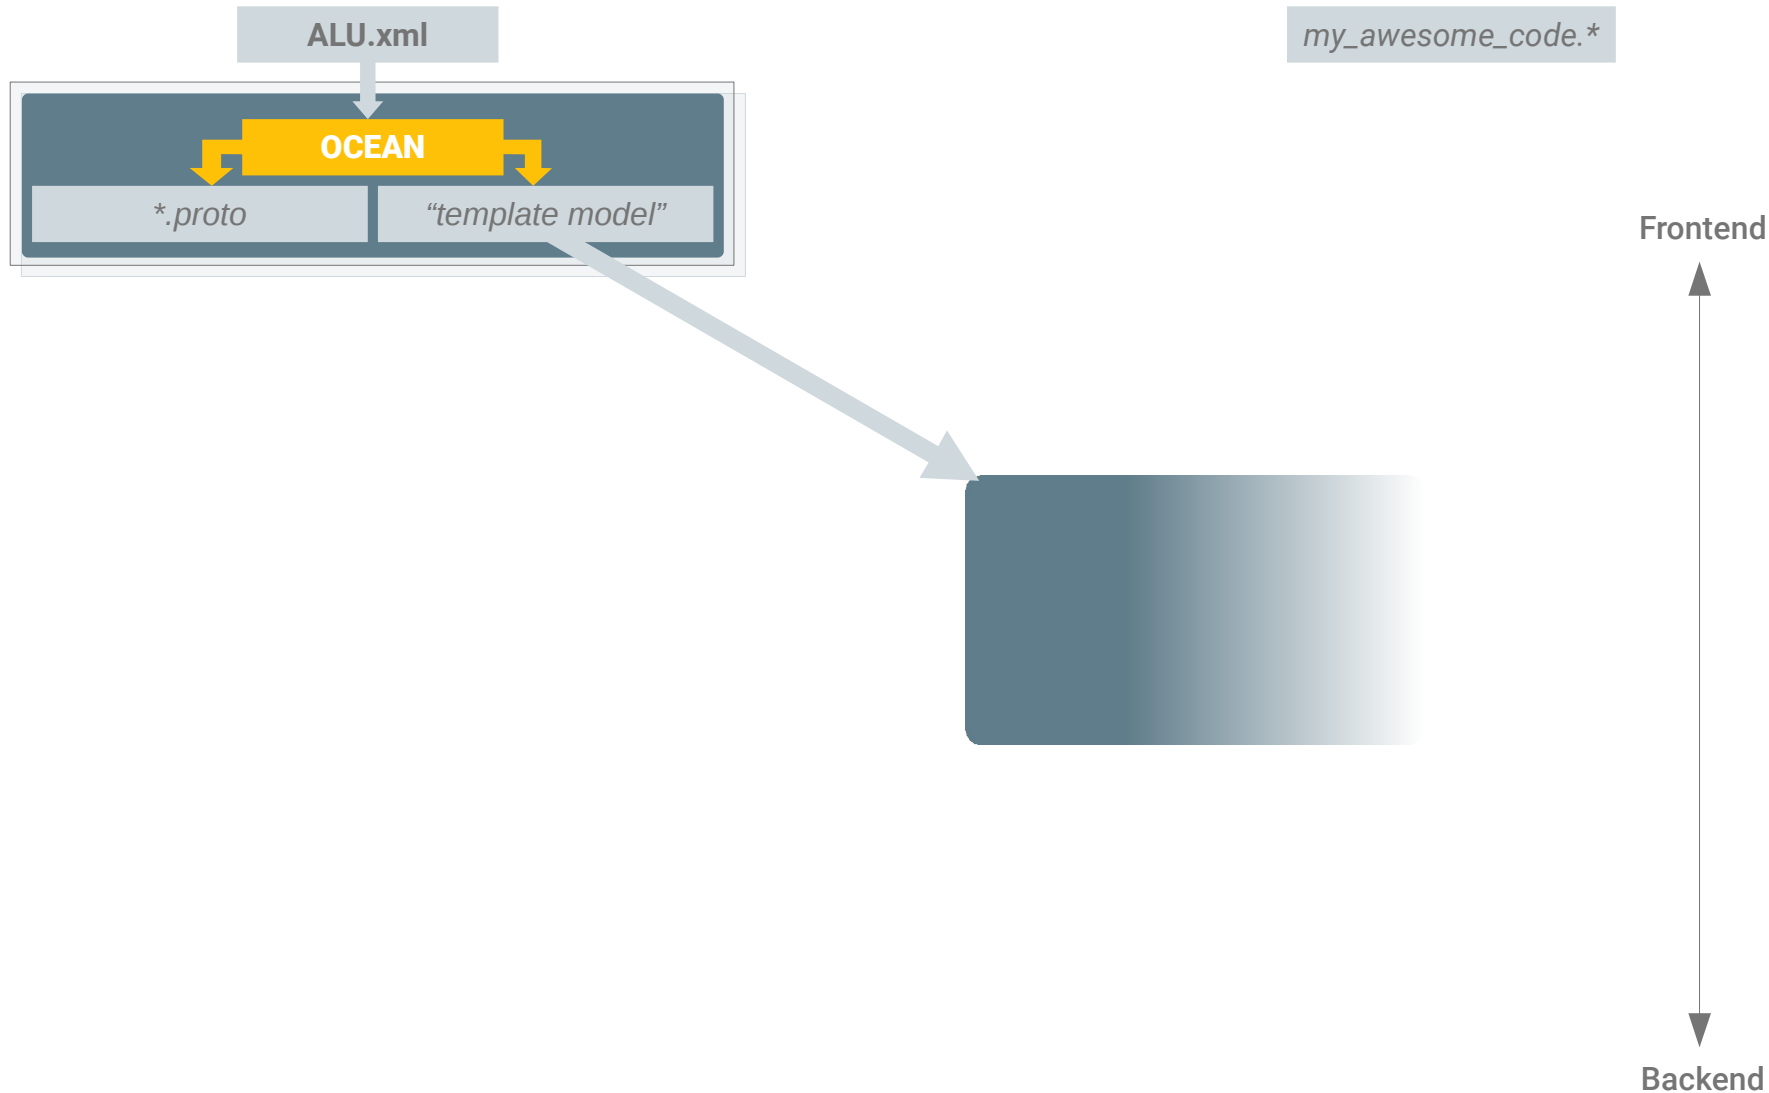 ALU.xml
my_awesome_code.*
OCEAN
*.proto
“template model”
Frontend
Backend